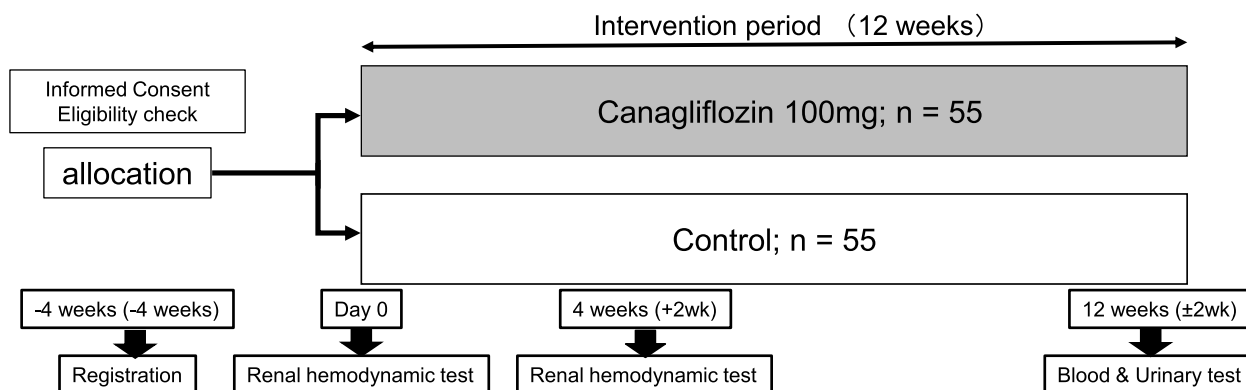 Intervention period （12 weeks）
Informed Consent
Eligibility check
Canagliflozin 100mg; n = 55
allocation
Control; n = 55
-4 weeks (-4 weeks)
Day 0
4 weeks (+2wk)
12 weeks (±2wk)
Registration
Renal hemodynamic test
Renal hemodynamic test
Blood & Urinary test